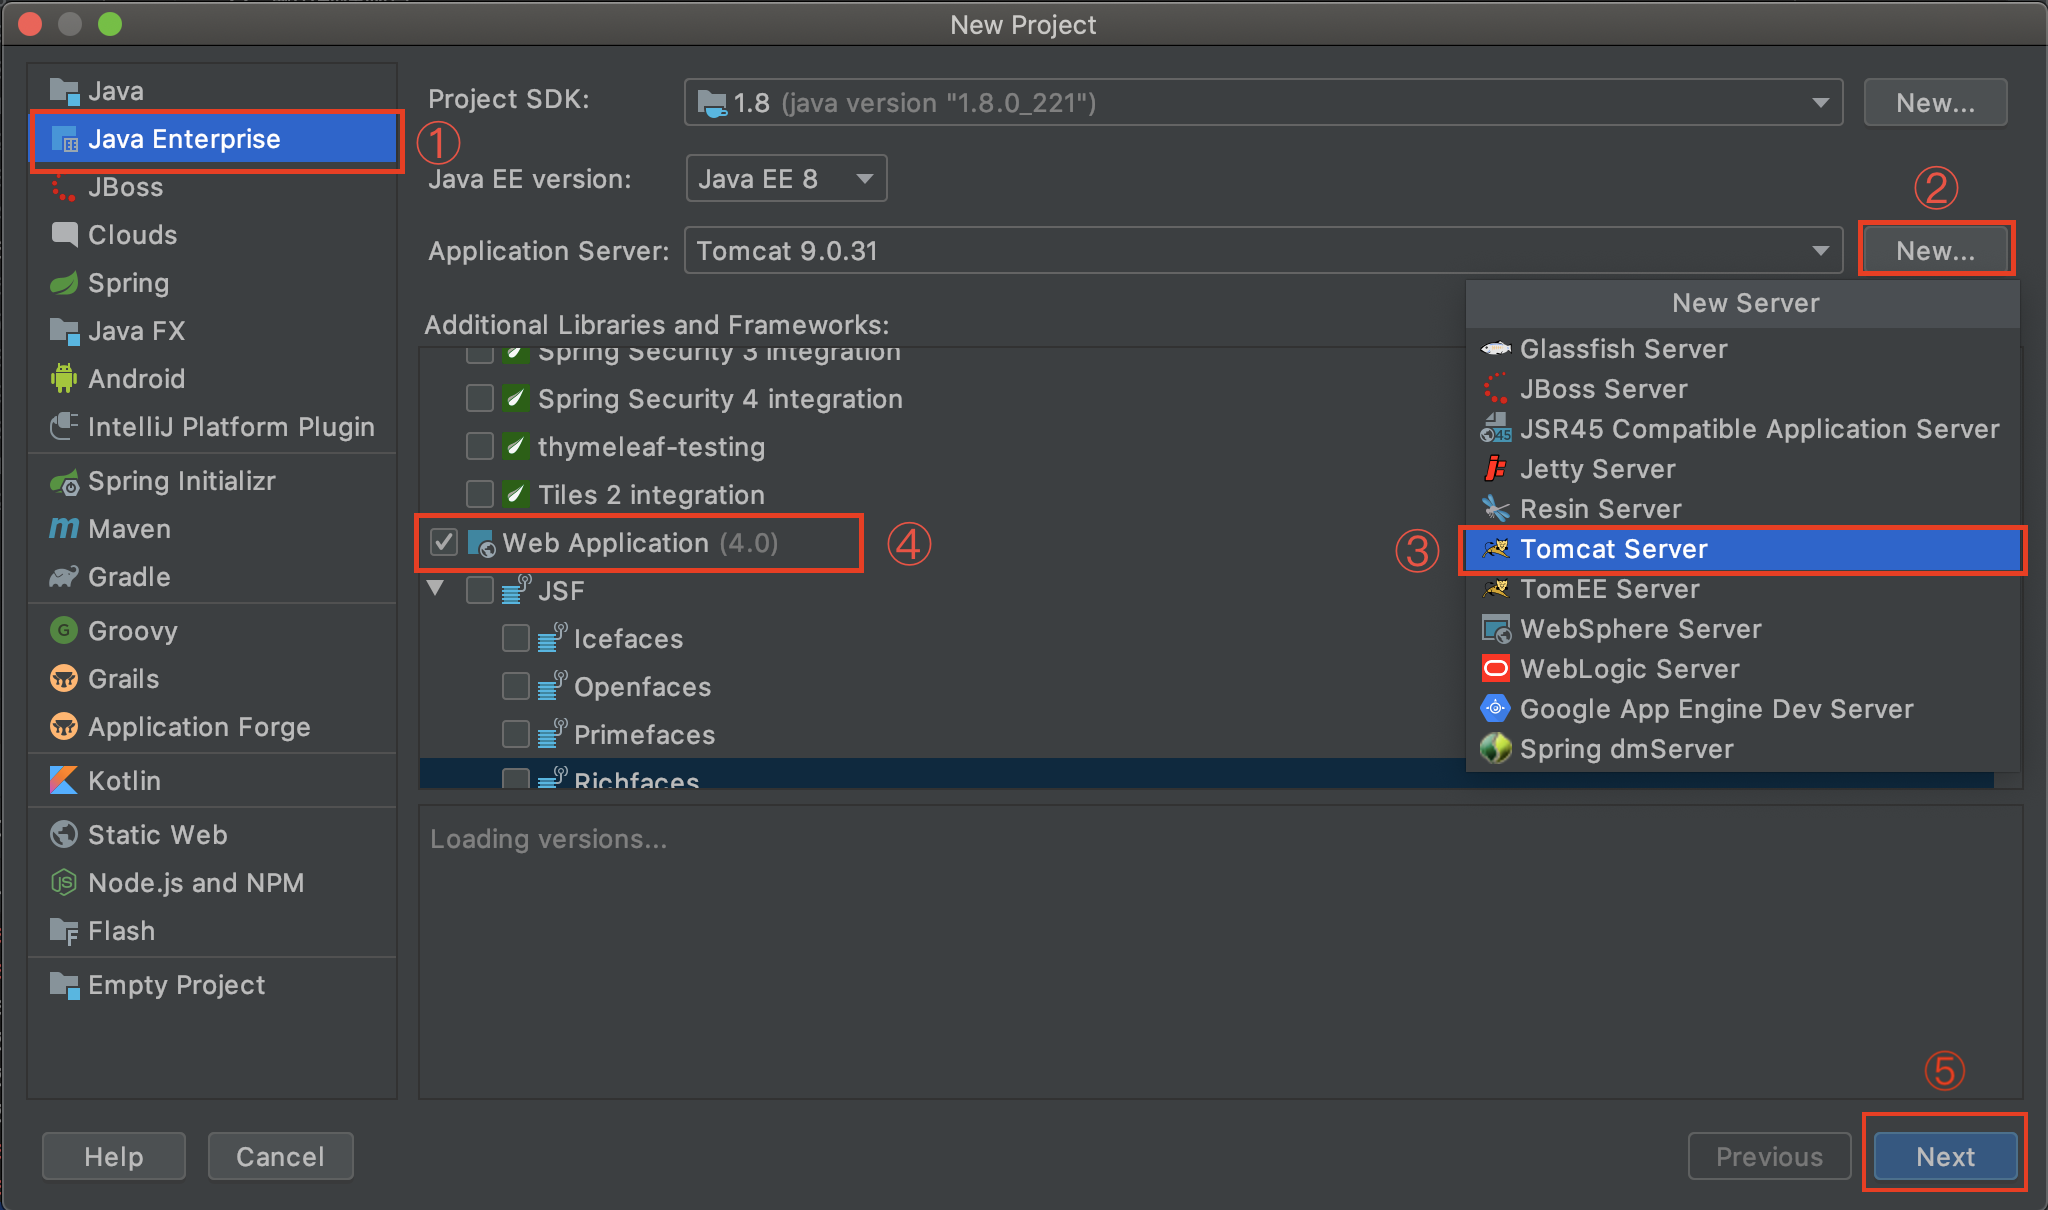 New Project
Java
Java Enterprise
①
JBoss
Clouds
Spring
Java FX
Android
IntelliJ Platform Plugin
Spring Initializr
Maven
Gradle
Groovy
Grails
Application Forge
Kotlin
Static Web
Node.js and NPM
Flash
Empty Project
Project SDK:
1.8 (java version "1.8.0_221")
New...
Java EE version:
Java EE 8
②
Application Server:
Tomcat 9.0.31
New...
Additional Libraries and Frameworks:
Spring Security 3 integration
Spring Security 4 integration
thymeleaf-testing
Tiles 2 integration
Web Application (4.0)
④
JSF
Icefaces
Openfaces
Primefaces
Richfaces
New Server
Glassfish Server
JBoss Server
JSR45 Compatible Application Server
Jetty Server
Resin Server
③
Tomcat Server
TomEE Server
WebSphere Server
WebLogic Server
Google App Engine Dev Server
Spring dmServer
Loading versions...
⑤
Help
Cancel
Previous
Next